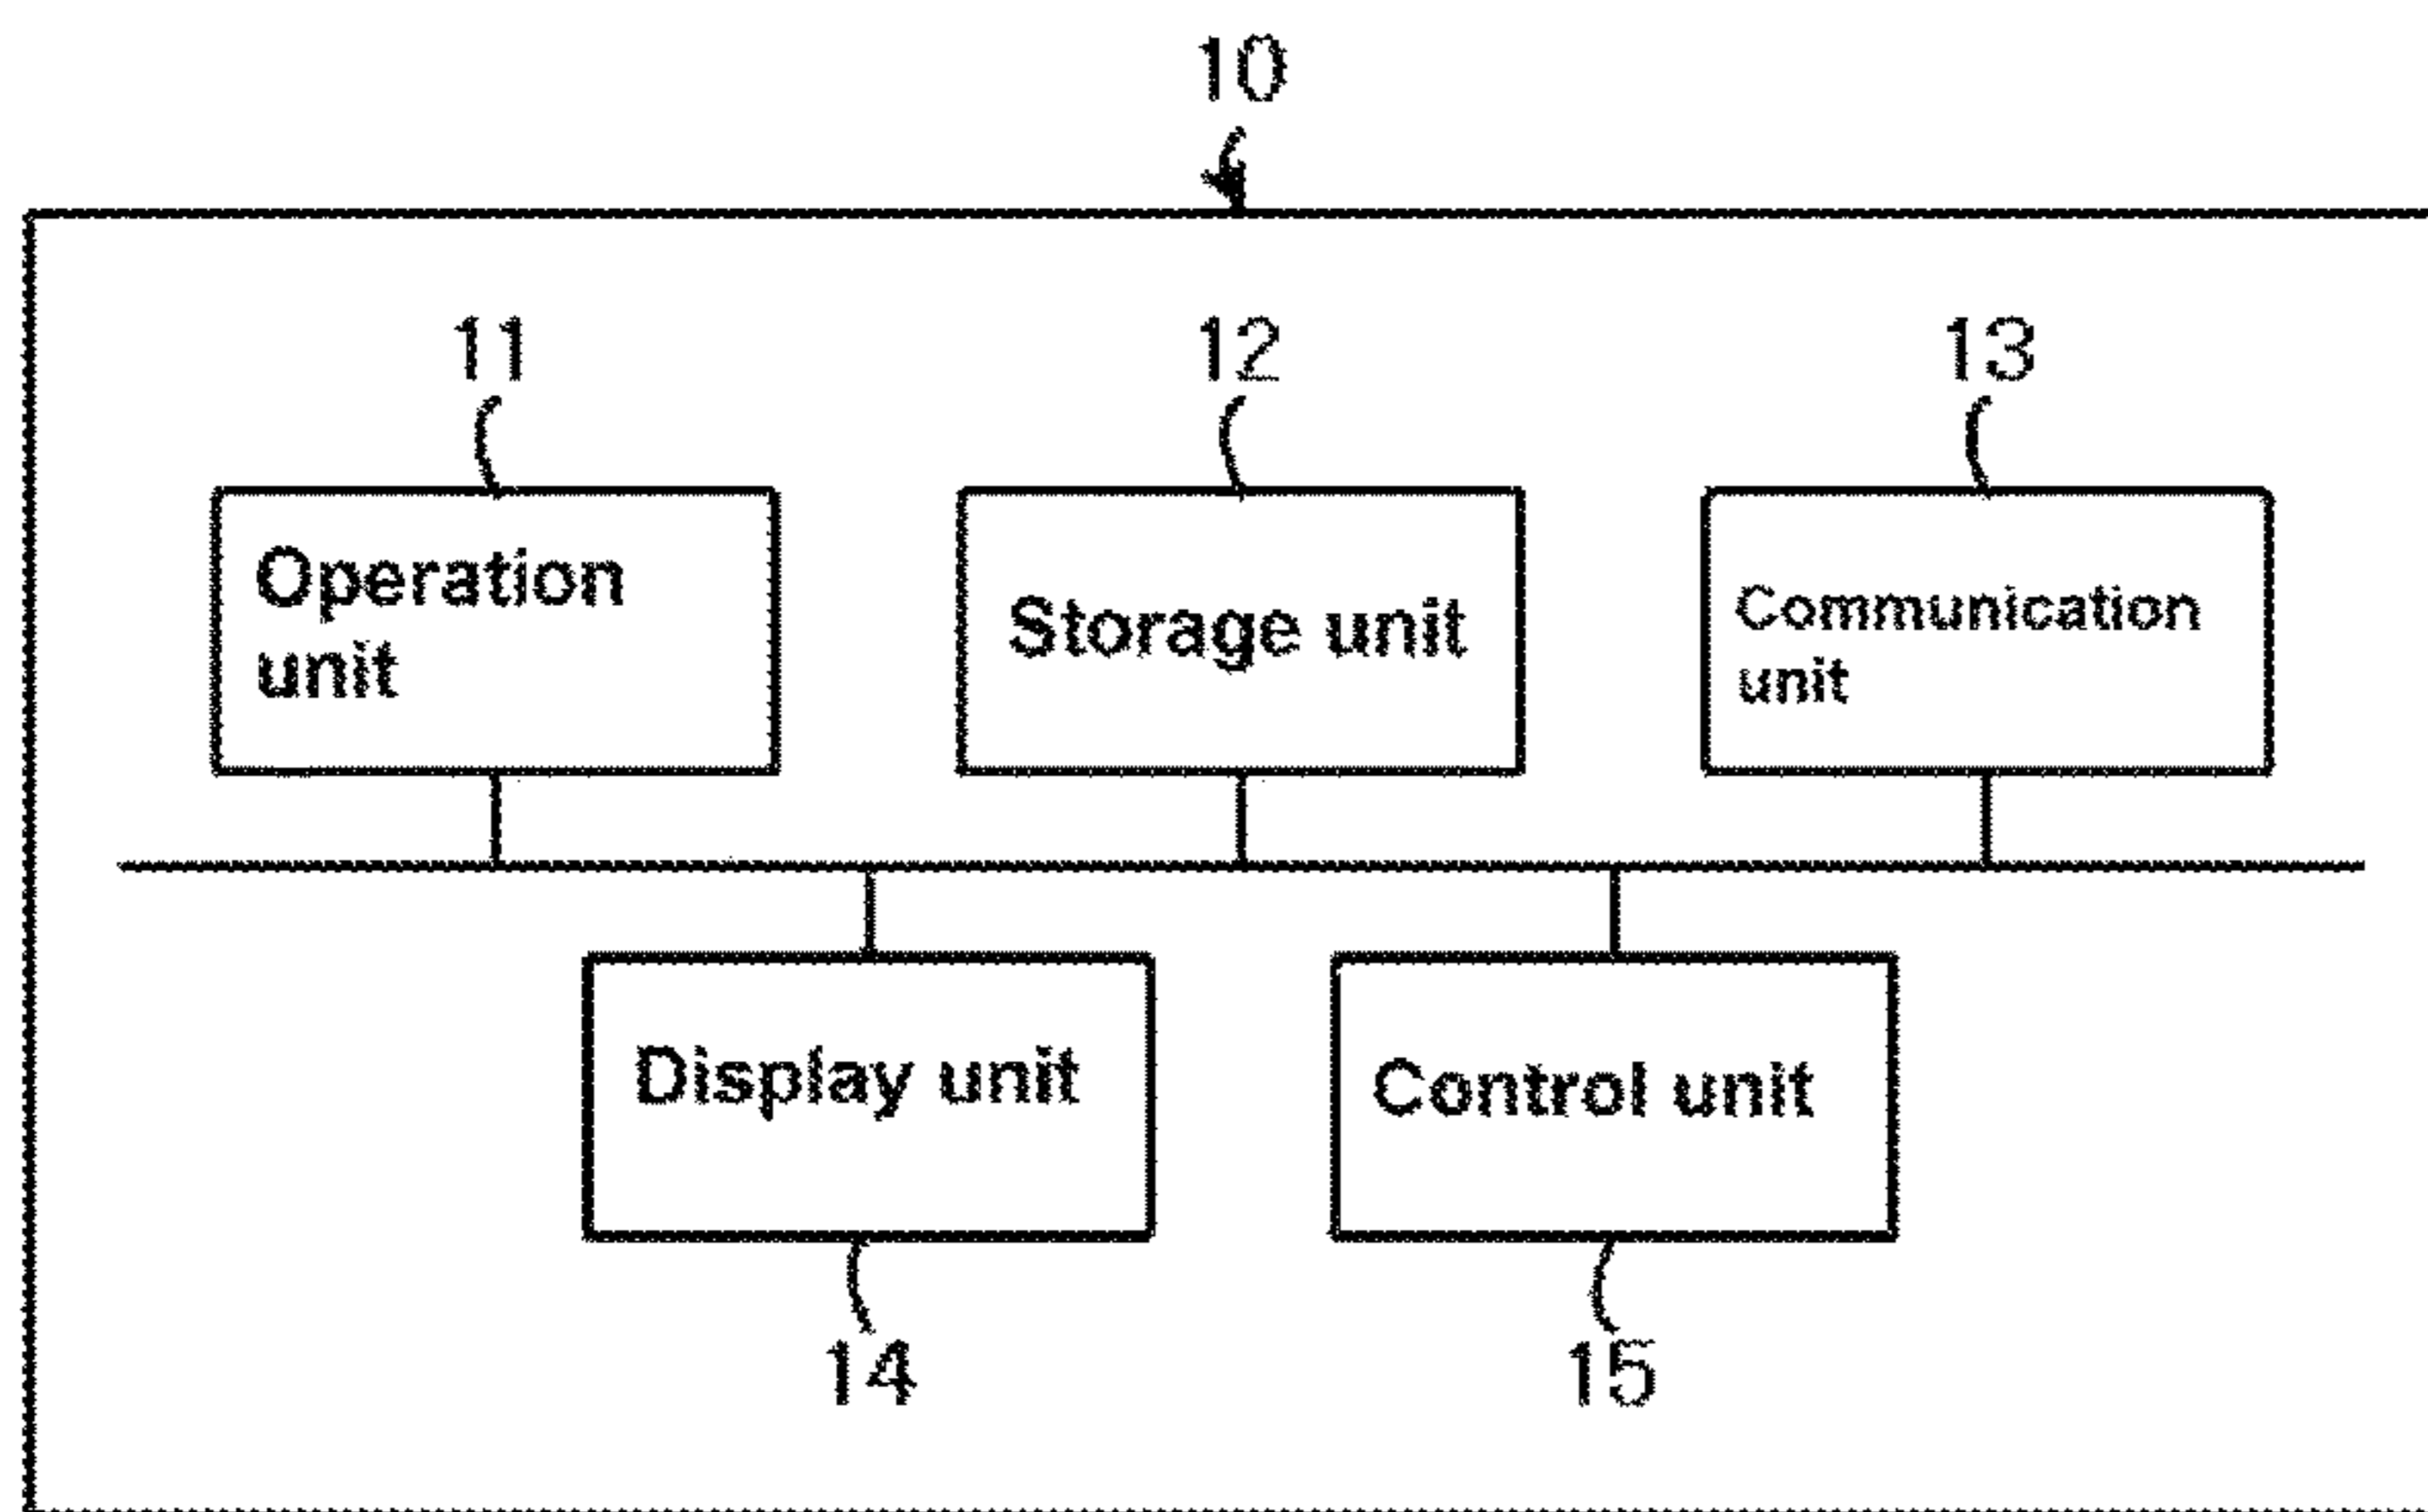 10
11
12
13
Operation
unit
Storage unit
Communication
unit
Display unit
Control unit
14
15